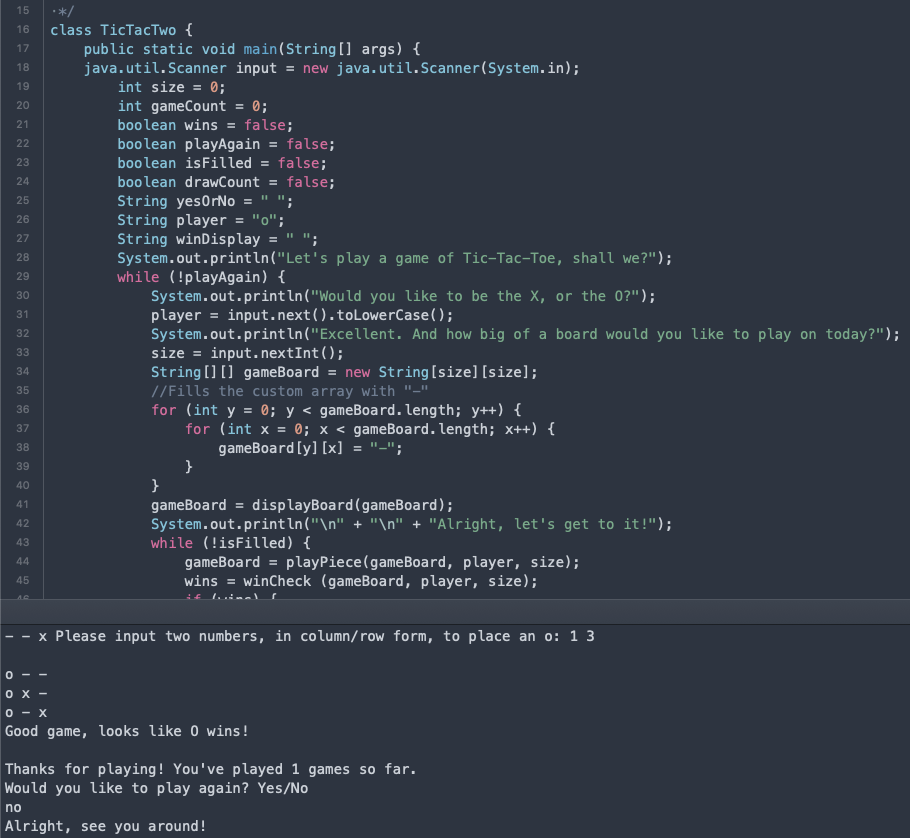 15 ·*/
16 class TicTacTwo {
17 public static void main(String[] args) {
18 java.util.Scanner input = new java.util.Scanner(System.in);
19 int size = 0;
20 int gameCount = 0;
21 boolean wins = false;
22 boolean playAgain = false;
23 boolean isFilled = false;
24 boolean drawCount = false;
25 String yesOrNo = " ";
26 String player = "o";
27 String winDisplay = " ";
28 System.out.println("Let's play a game of Tic-Tac-Toe, shall we?");
29 while (!playAgain) {
30 System.out.println("Would you like to be the X, or the O?");
31 player = input.next().toLowerCase();
32 System.out.println("Excellent. And how big of a board would you like to play on today?");
33 size = input.nextInt();
34 String[][] gameBoard = new String[size][size];
35 //Fills the custom array with "-"
36 for (int y = 0; y < gameBoard.length; y++) {
37 for (int x = 0; x < gameBoard.length; x++) {
38 gameBoard[y][x] = "-";
39 }
40 }
41 gameBoard = displayBoard(gameBoard);
42 System.out.println("\n" + "\n" + "Alright, let's get to it!");
43 while (!isFilled) {
44 gameBoard = playPiece(gameBoard, player, size);
45 wins = winCheck (gameBoard, player, size);
46 if (wins) {
- - x Please input two numbers, in column/row form, to place an o: 1 3
o - -
o x -
o - x
Good game, looks like O wins!
Thanks for playing! You've played 1 games so far.
Would you like to play again? Yes/No
no
Alright, see you around!